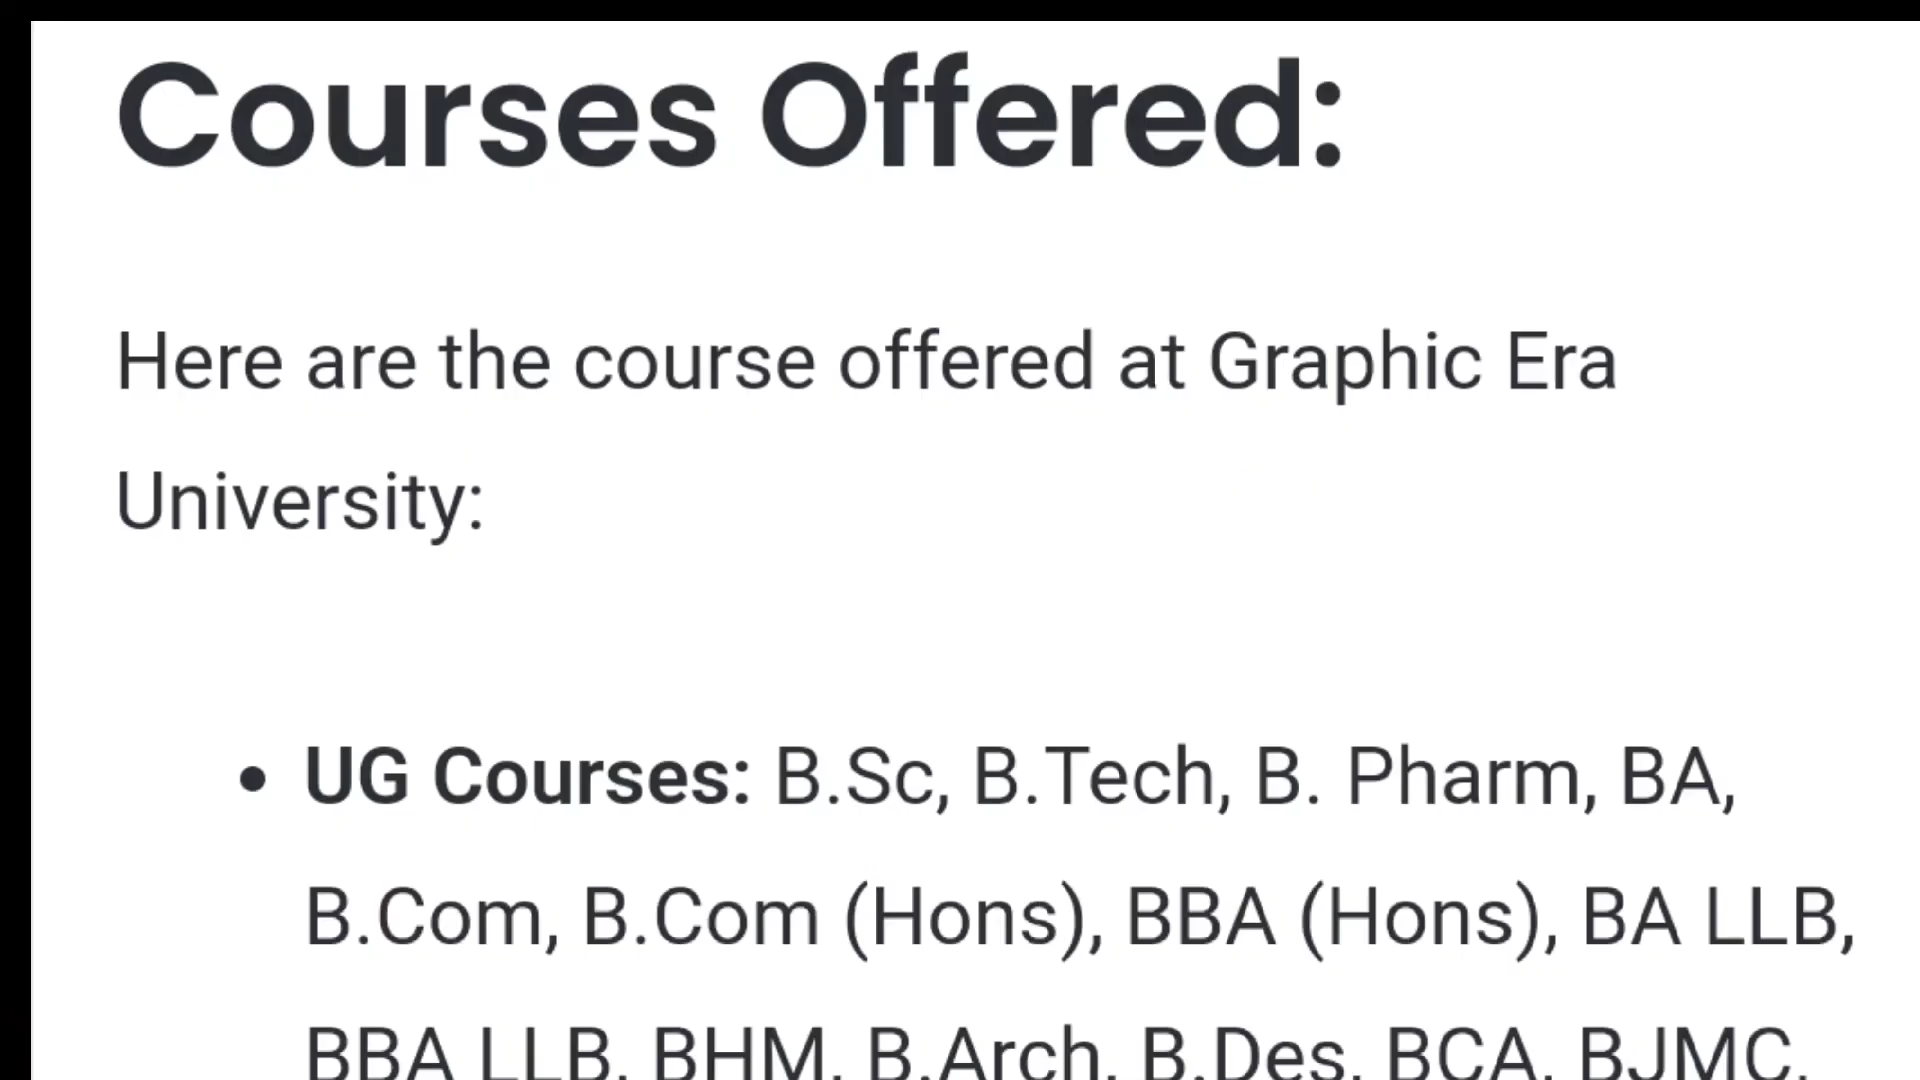 Courses Offered:
Here are the course offered at Graphic Era
University:
• UG Courses: B.Sc, B.Tech, B. Pharm, BA,
B.Com, B.Com (Hons), BBA (Hons), BA LLB,
BBA LLB, BHM, B.Arch, B.Des, BCA, BJMC,